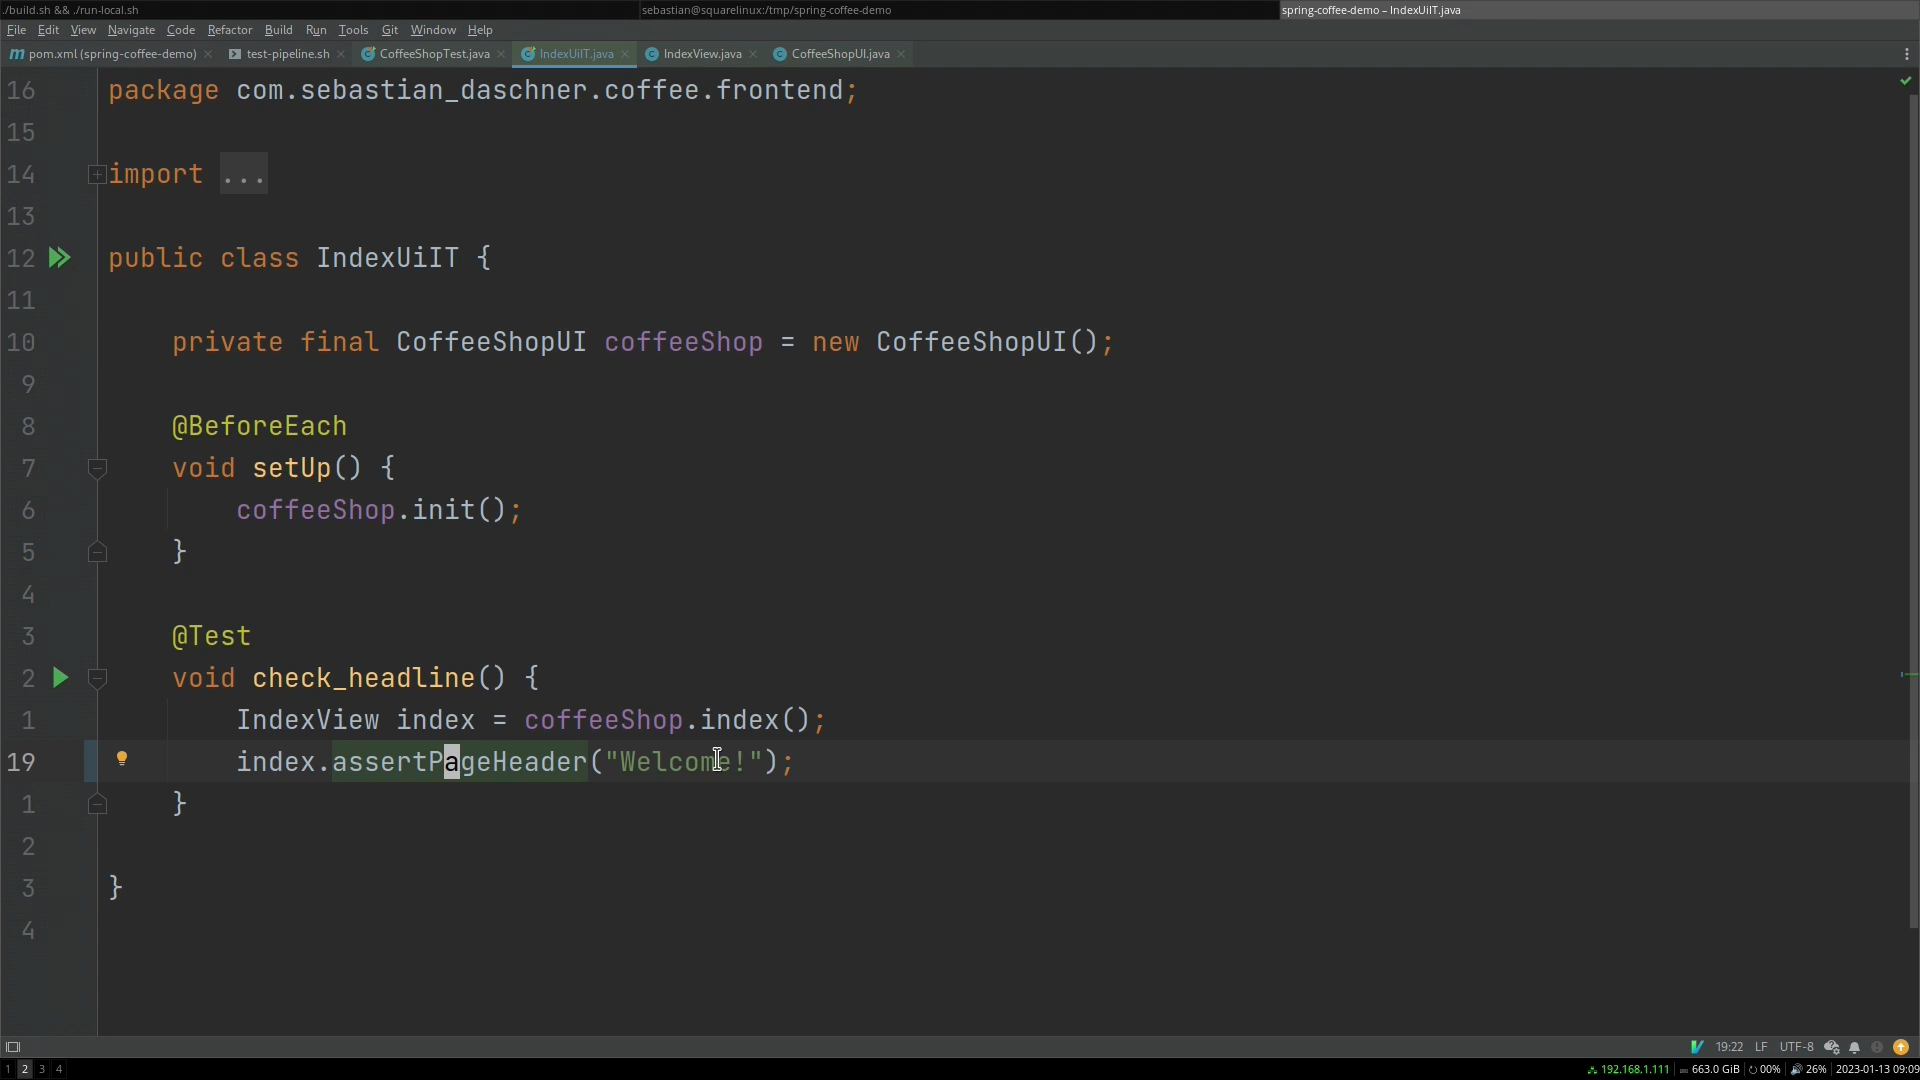 ./build.sh && ./run-local.sh
sebastian@squarelinux:/tmp/spring-coffee-demo
spring-coffee-demo – IndexUiIT.java
File Edit View Navigate Code Refactor Build Run Tools Git Window Help
pom.xml (spring-coffee-demo) test-pipeline.sh CoffeeShopTest.java IndexUiIT.java IndexView.java CoffeeShopUI.java
16 package com.sebastian_daschner.coffee.frontend;
15
14 import ...
13
12 public class IndexUiIT {
11
10 private final CoffeeShopUI coffeeShop = new CoffeeShopUI();
9
8 @BeforeEach
7 void setUp() {
6 coffeeShop.init();
5 }
4
3 @Test
2 void check_headline() {
1 IndexView index = coffeeShop.index();
19 index.assertPageHeader("Welcome!");
1 }
2
3 }
4
19:22 LF UTF-8
1 2 3 4
192.168.1.111 663.0 GiB 00% 26% 2023-01-13 09:09